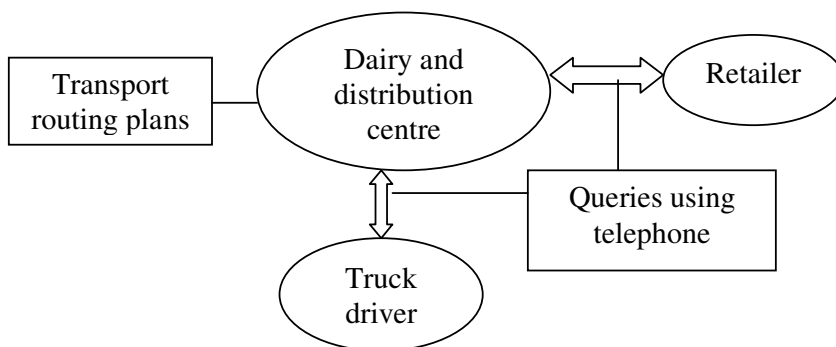 Dairy and
distribution
centre
Retailer
Transport
routing plans
Queries using
telephone
Truck
driver